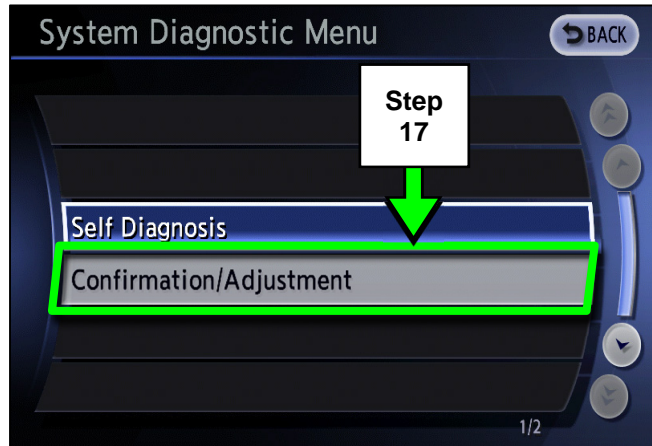 System Diagnostic Menu
BACK
Step
17
Self Diagnosis
Confirmation/Adjustment
1/2